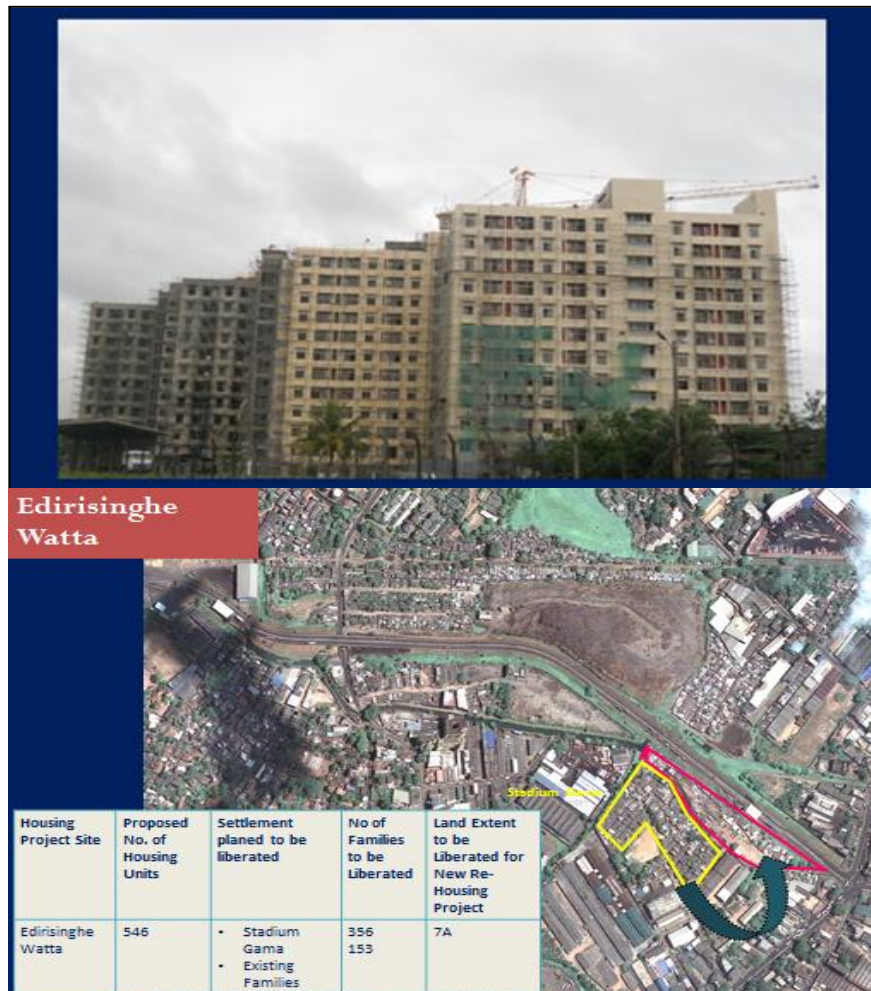 Edirisinghe
Watta
Stadium Gama
Housing
Project Site
Proposed
No. of
Housing
Units
Settlement
planed to be
liberated
No of
Families
to be
Liberated
Land Extent
to be
Liberated for
New Re-
Housing
Project
Edirisinghe
Watta
546
• Stadium
Gama
• Existing
Families
356
153
7A